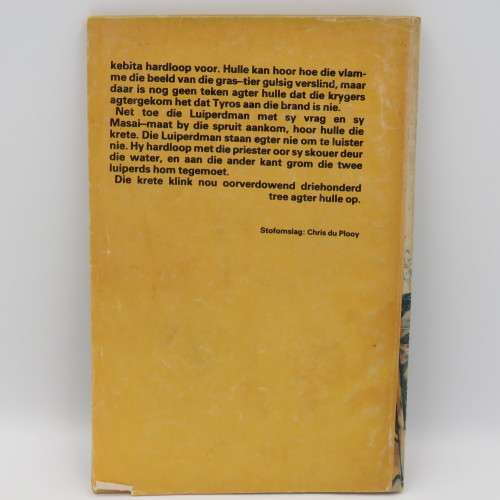 kebita hardloop voor. Hulle kan hoor hoe die vlam-
me die beeld van die gras-tier gulsig verslind, maar
daar is nog geen teken agter hulle dat die krygers
agtergekom het dat Tyros aan die brand is nie.
Net toe die Luiperdman met sy vrag en sy
Masai-maat by die spruit aankom, hoor hulle die
krete. Die Luiperdman staan egter nie om te luister
nie. Hy hardloop met die priester oor sy skouer deur
die water, en aan die ander kant grom die twee
luiperds hom tegemoet.
Die krete klink nou oorverdowend driehonderd
tree agter hulle op.
Stofomslag: Chris du Plooy